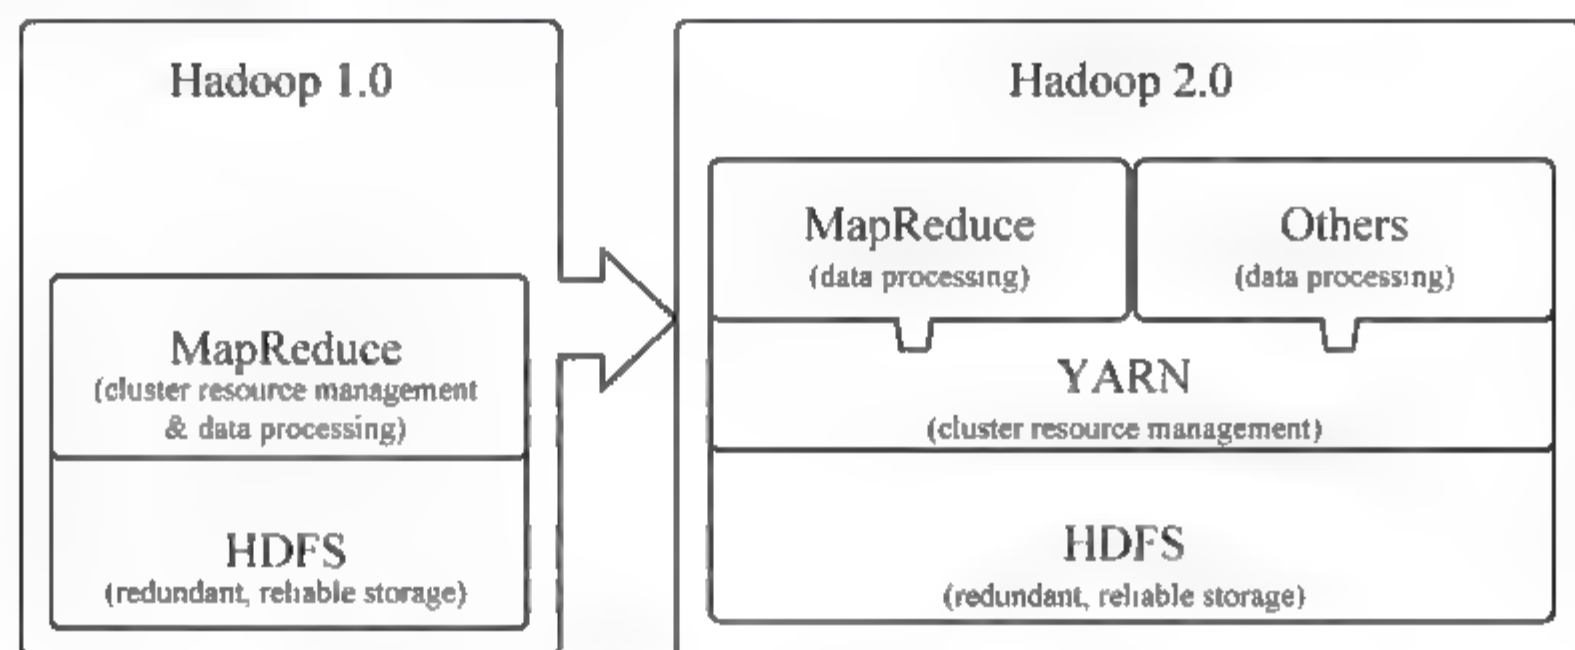 Hadoop 1.0
MapReduce
(cluster resource management
& data processing)
HDFS
(redundant, reliable storage)
Hadoop 2.0
MapReduce
(data processing)
Others
(data processing)
YARN
(cluster resource management)
HDFS
(redundant, reliable storage)